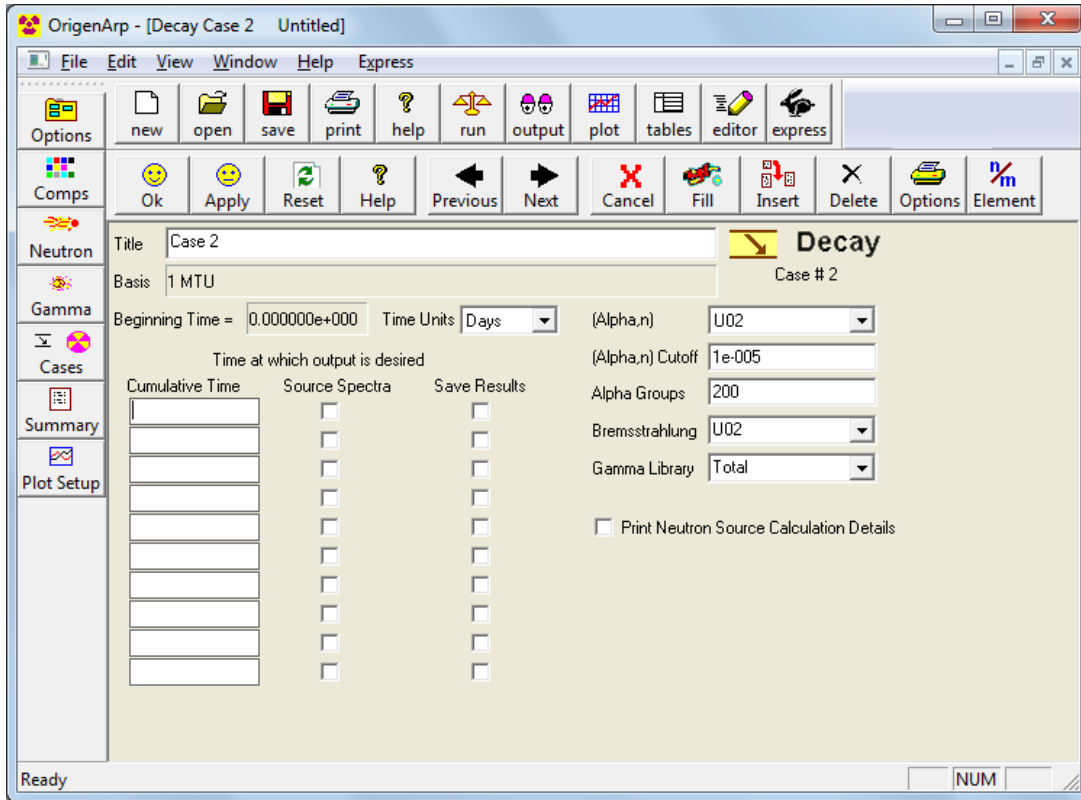 OrigenArp - [Decay Case 2 Untitled]
File Edit View Window Help Express
Options new open save print help run output plot tables editor express
Comps Ok Apply Reset Help Previous Next Cancel Fill Insert Delete Options n/m Element
Neutron
Gamma
Cases
Summary
Plot Setup
Title Case 2 Decay
Case # 2
Basis 1 MTU
Beginning Time = 0.000000e+000 Time Units Days
Time at which output is desired
Cumulative Time Source Spectra Save Results
(Alpha,n) U02
(Alpha,n) Cutoff 1e-005
Alpha Groups 200
Bremsstrahlung U02
Gamma Library Total
Print Neutron Source Calculation Details
Ready NUM